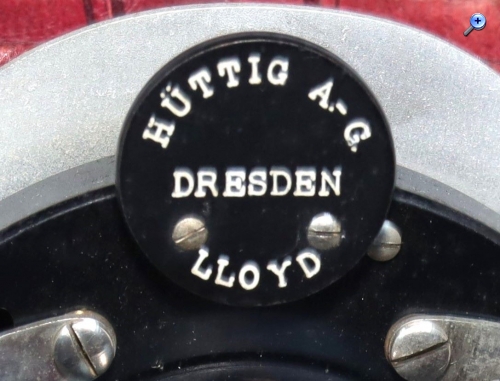 HÜTTIG A.-G.
DRESDEN
LLOYD